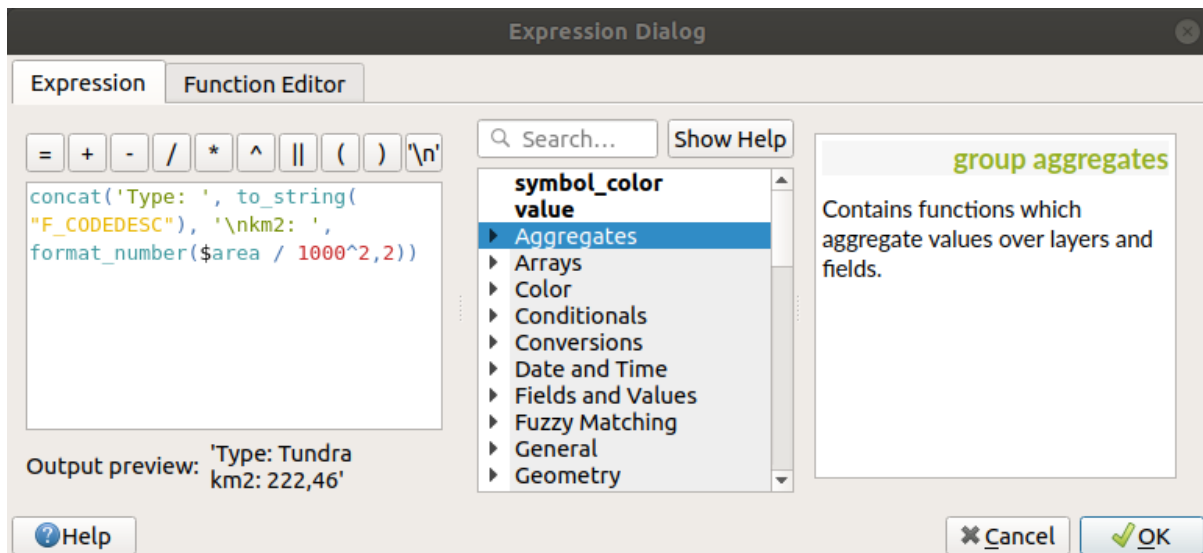 Expression Dialog
Expression
Function Editor
= + - / * ^ || ( ) '\n'
concat('Type: ', to_string(
"F_CODEDESC"), '\nkm2: ',
format_number($area / 1000^2,2))
Output preview:
'Type: Tundra
km2: 222,46'
Search...
Show Help
symbol_color
value
Aggregates
Arrays
Color
Conditionals
Conversions
Date and Time
Fields and Values
Fuzzy Matching
General
Geometry
group aggregates
Contains functions which
aggregate values over layers and
fields.
Help
Cancel
OK